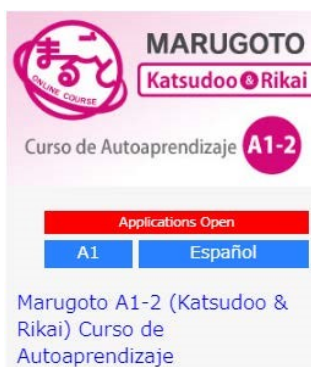 まるごと
ONLINE COURSE
MARUGOTO
Katsudoo & Rikai
Curso de Autoaprendizaje A1-2
Applications Open
A1 Español
Marugoto A1-2 (Katsudoo &
Rikai) Curso de
Autoaprendizaje